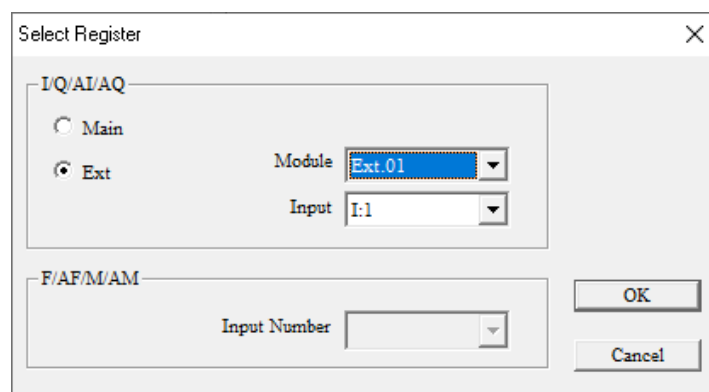 Select Register
I/Q/AI/AQ
Main
Ext
Module Ext.01
Input I:1
F/AF/M/AM
Input Number
OK
Cancel